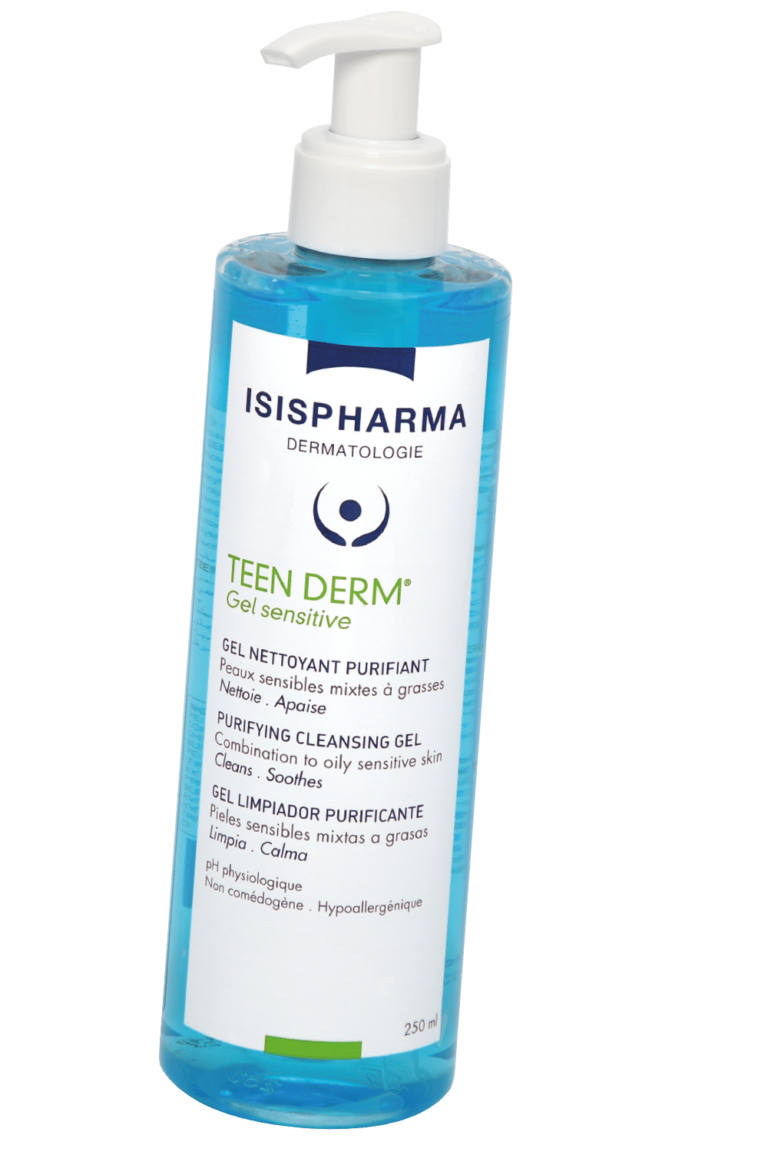 ISISPHARMA
DERMATOLOGIE
TEEN DERM®
Gel sensitive
GEL NETTOYANT PURIFIANT
Peaux sensibles mixtes à grasses
Nettoie . Apaise
PURIFYING CLEANSING GEL
Combination to oily sensitive skin
Cleans . Soothes
GEL LIMPIADOR PURIFICANTE
Pieles sensibles mixtas a grasas
Limpia . Calma
pH physiologique
Non comédogène . Hypoallergénique
250 ml